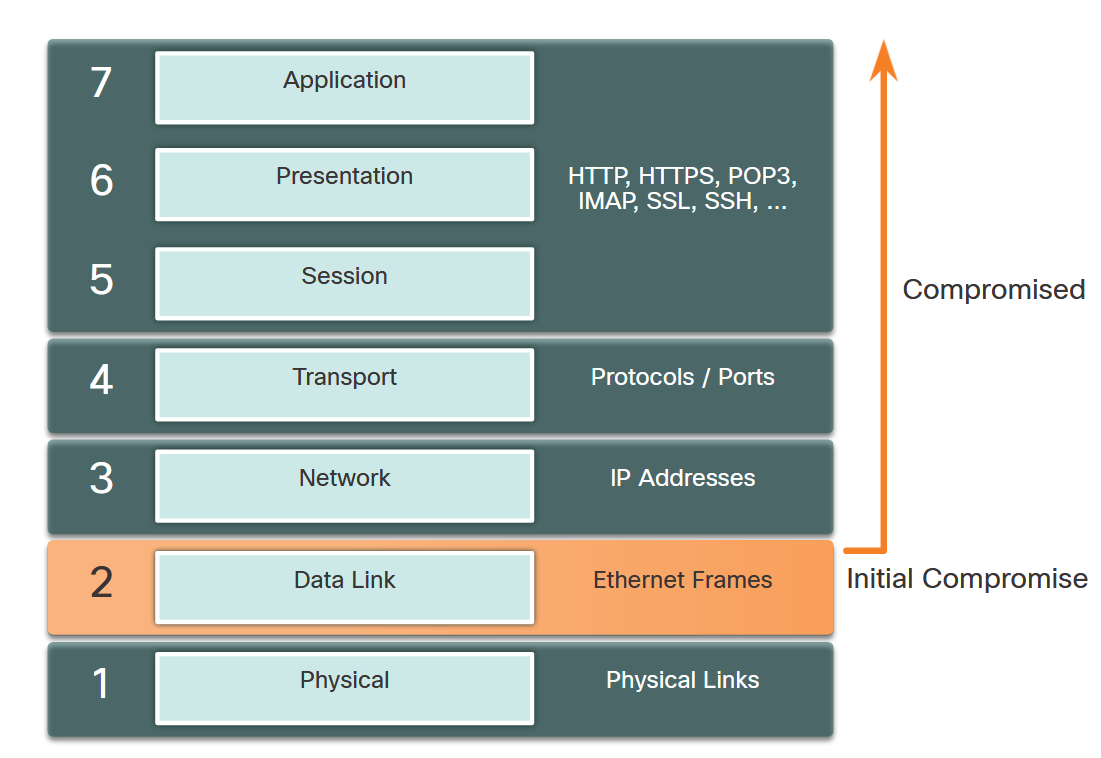 7
Application
6
Presentation
HTTP, HTTPS, POP3,
IMAP, SSL, SSH, ...
5
Session
Compromised
4
Transport
Protocols / Ports
3
Network
IP Addresses
2
Data Link
Ethernet Frames
Initial Compromise
1
Physical
Physical Links